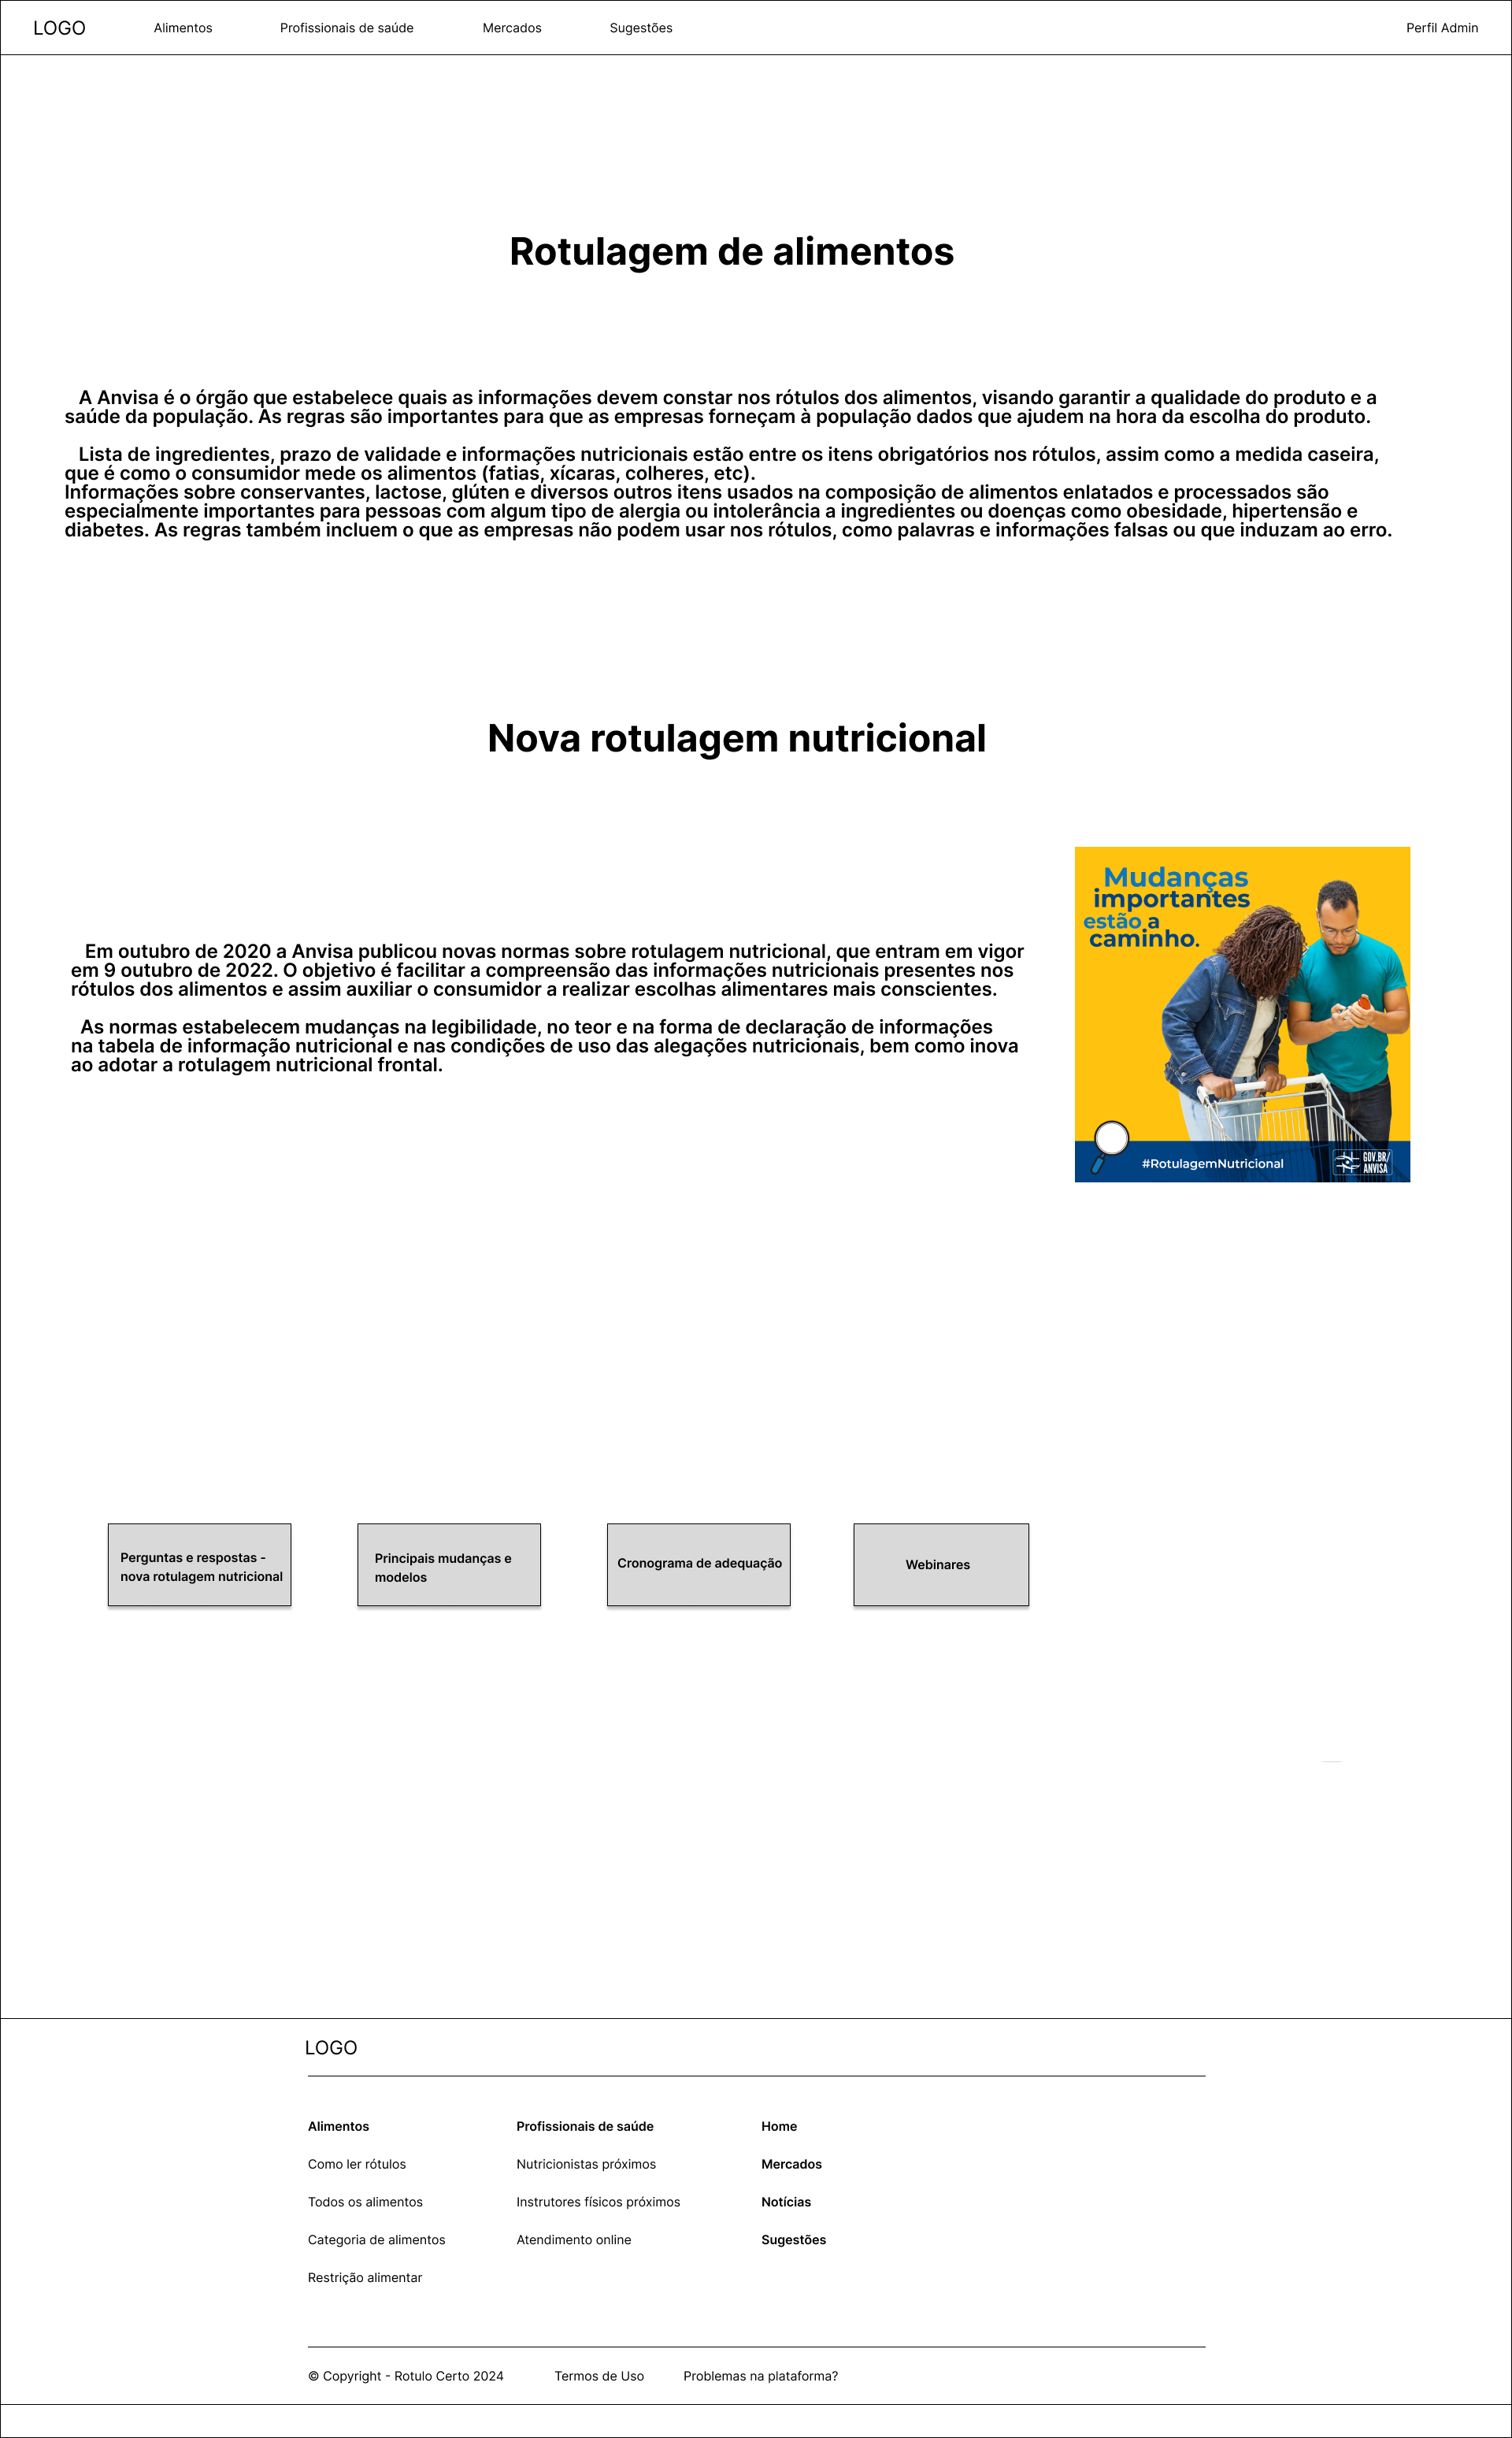 LOGO
Alimentos
Profissionais de saúde
Mercados
Sugestões
Perfil Admin
Rotulagem de alimentos
A Anvisa é o órgão que estabelece quais as informações devem constar nos rótulos dos alimentos, visando garantir a qualidade do produto e a
saúde da população. As regras são importantes para que as empresas forneçam à população dados que ajudem na hora da escolha do produto.
Lista de ingredientes, prazo de validade e informações nutricionais estão entre os itens obrigatórios nos rótulos, assim como a medida caseira,
que é como o consumidor mede os alimentos (fatias, xícaras, colheres, etc).
Informações sobre conservantes, lactose, glúten e diversos outros itens usados na composição de alimentos enlatados e processados são
especialmente importantes para pessoas com algum tipo de alergia ou intolerância a ingredientes ou doenças como obesidade, hipertensão e
diabetes. As regras também incluem o que as empresas não podem usar nos rótulos, como palavras e informações falsas ou que induzam ao erro.
Nova rotulagem nutricional
Em outubro de 2020 a Anvisa publicou novas normas sobre rotulagem nutricional, que entram em vigor
em 9 outubro de 2022. O objetivo é facilitar a compreensão das informações nutricionais presentes nos
rótulos dos alimentos e assim auxiliar o consumidor a realizar escolhas alimentares mais conscientes.
As normas estabelecem mudanças na legibilidade, no teor e na forma de declaração de informações
na tabela de informação nutricional e nas condições de uso das alegações nutricionais, bem como inova
ao adotar a rotulagem nutricional frontal.
Mudanças
importantes
estão a
caminho.
#RotulagemNutricional
GOV.BR/
ANVISA
Perguntas e respostas -
nova rotulagem nutricional
Principais mudanças e
modelos
Cronograma de adequação
Webinares
LOGO
Alimentos
Como ler rótulos
Todos os alimentos
Categoria de alimentos
Restrição alimentar
Profissionais de saúde
Nutricionistas próximos
Instrutores físicos próximos
Atendimento online
Home
Mercados
Notícias
Sugestões
© Copyright - Rotulo Certo 2024
Termos de Uso
Problemas na plataforma?